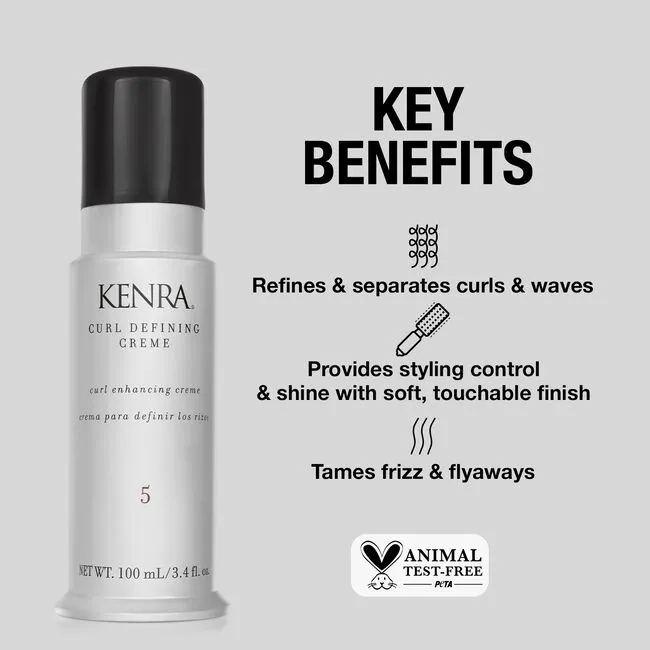 KENRA®
CURL DEFINING
CREME
curl enhancing creme
crema para definir los rizos
5
NET WT. 100 mL/3.4 fl. oz.
KEY
BENEFITS
Refines & separates curls & waves
Provides styling control
& shine with soft, touchable finish
Tames frizz & flyaways
ANIMAL
TEST-FREE
PETA